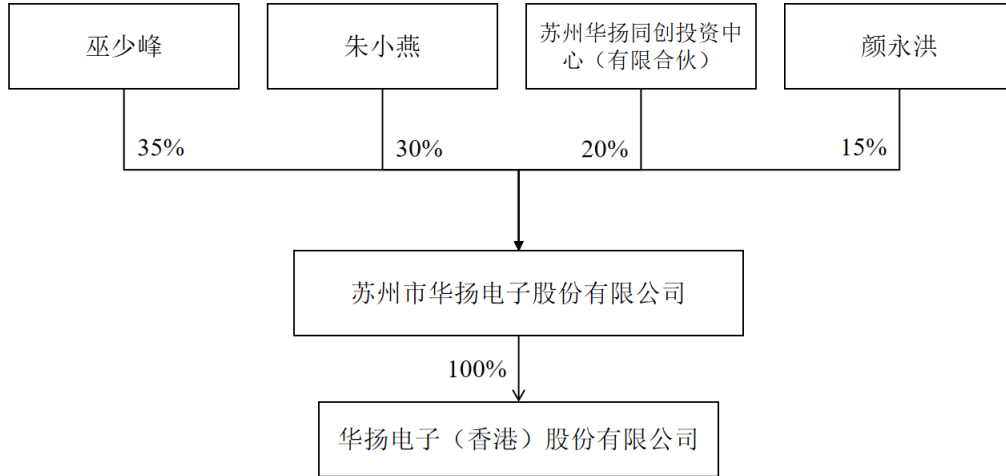 巫少峰
朱小燕
苏州华扬同创投资中
心（有限合伙）
颜永洪
35%
30%
20%
15%
苏州市华扬电子股份有限公司
100%
华扬电子（香港）股份有限公司